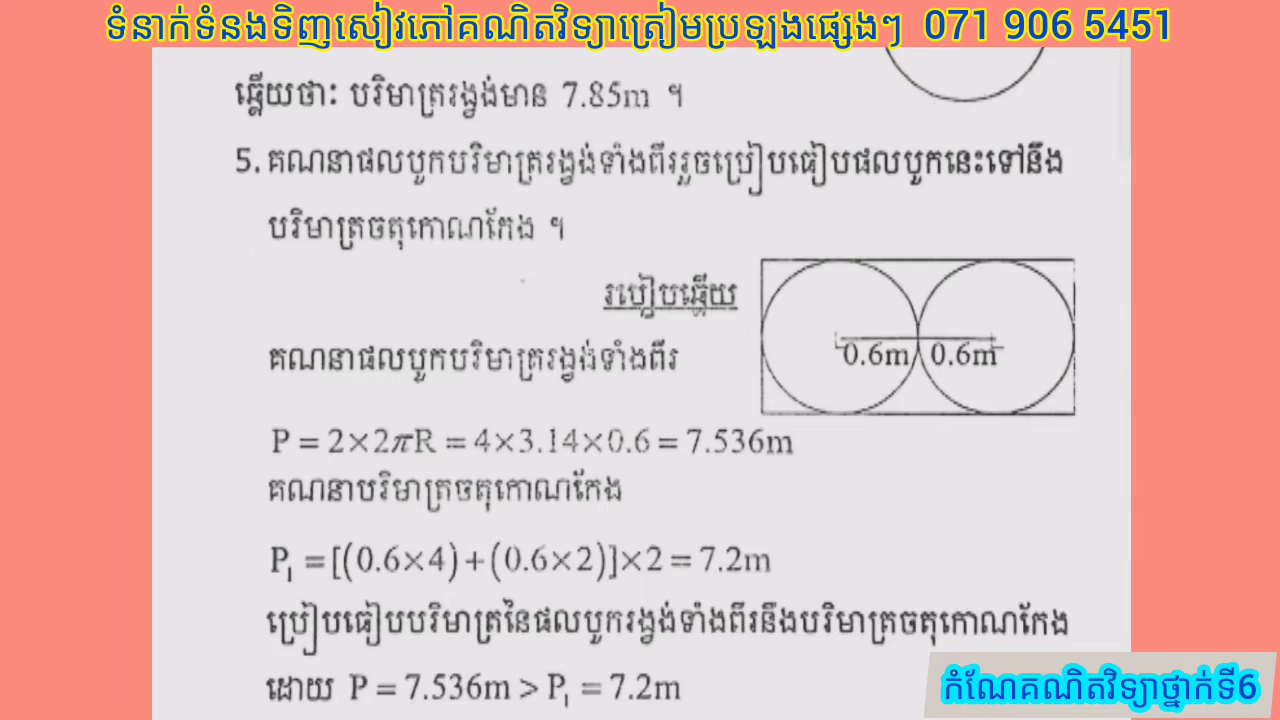 ទំនាក់ទំនងទិញសៀវភៅគណិតវិទ្យាត្រៀមប្រឡងផ្សេងៗ 071 906 5451
ឆ្លើយថាៈ បរិមាត្ររង្វង់មាន 7.85m ។
5. គណនាផលបូកបរិមាត្ររង្វង់ទាំងពីររួចប្រៀបធៀបផលបូកនេះទៅនឹង
បរិមាត្រចតុកោណកែង ។
របៀបឆ្លើយ
0.6m 0.6m
គណនាផលបូកបរិមាត្ររង្វង់ទាំងពីរ
P = 2×2πR = 4×3.14×0.6 = 7.536m
គណនាបរិមាត្រចតុកោណកែង
P₁ = [(0.6×4)+(0.6×2)]×2 = 7.2m
ប្រៀបធៀបបរិមាត្រនៃផលបូករង្វង់ទាំងពីរនឹងបរិមាត្រចតុកោណកែង
ដោយ P = 7.536m > P₁ = 7.2m
កំណែគណិតវិទ្យាថ្នាក់ទី6